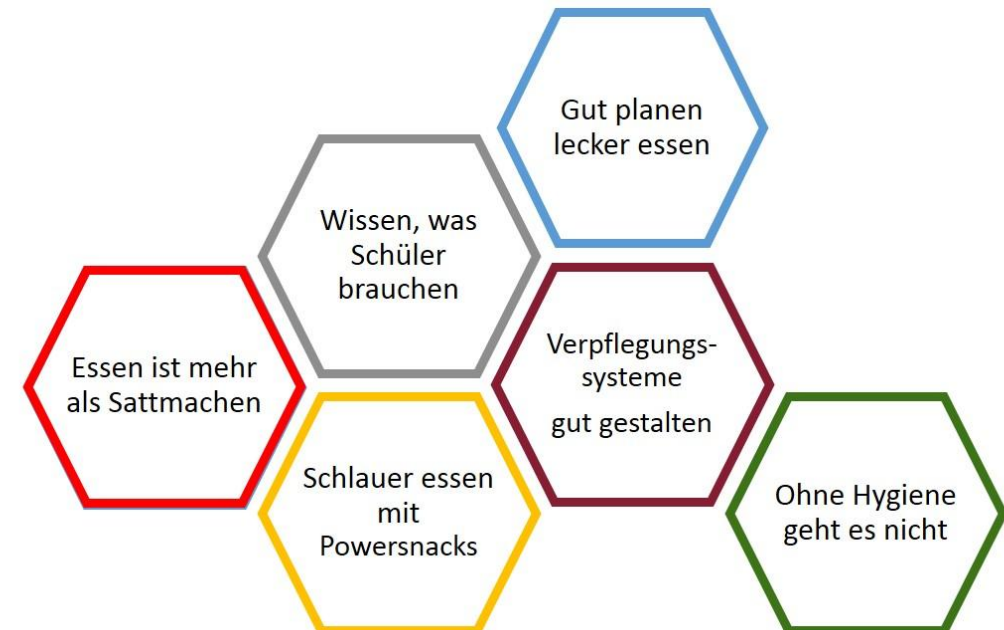 Gut planen
lecker essen
Wissen, was
Schüler
brauchen
Essen ist mehr
als Sattmachen
Verpflegungs-
systeme
gut gestalten
Schlauer essen
mit
Powersnacks
Ohne Hygiene
geht es nicht